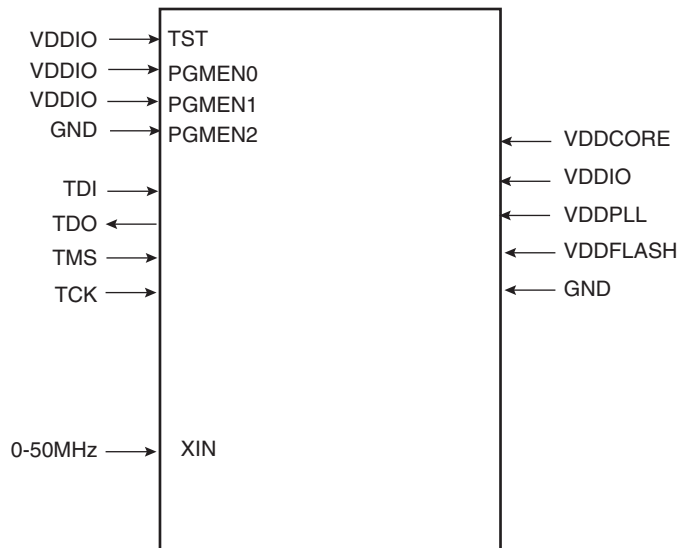 VDDIO TST
VDDIO PGMEN0
VDDIO PGMEN1
GND PGMEN2
VDDCORE
VDDIO
TDI
VDDPLL
TDO
VDDFLASH
TMS
GND
TCK
0-50MHz XIN